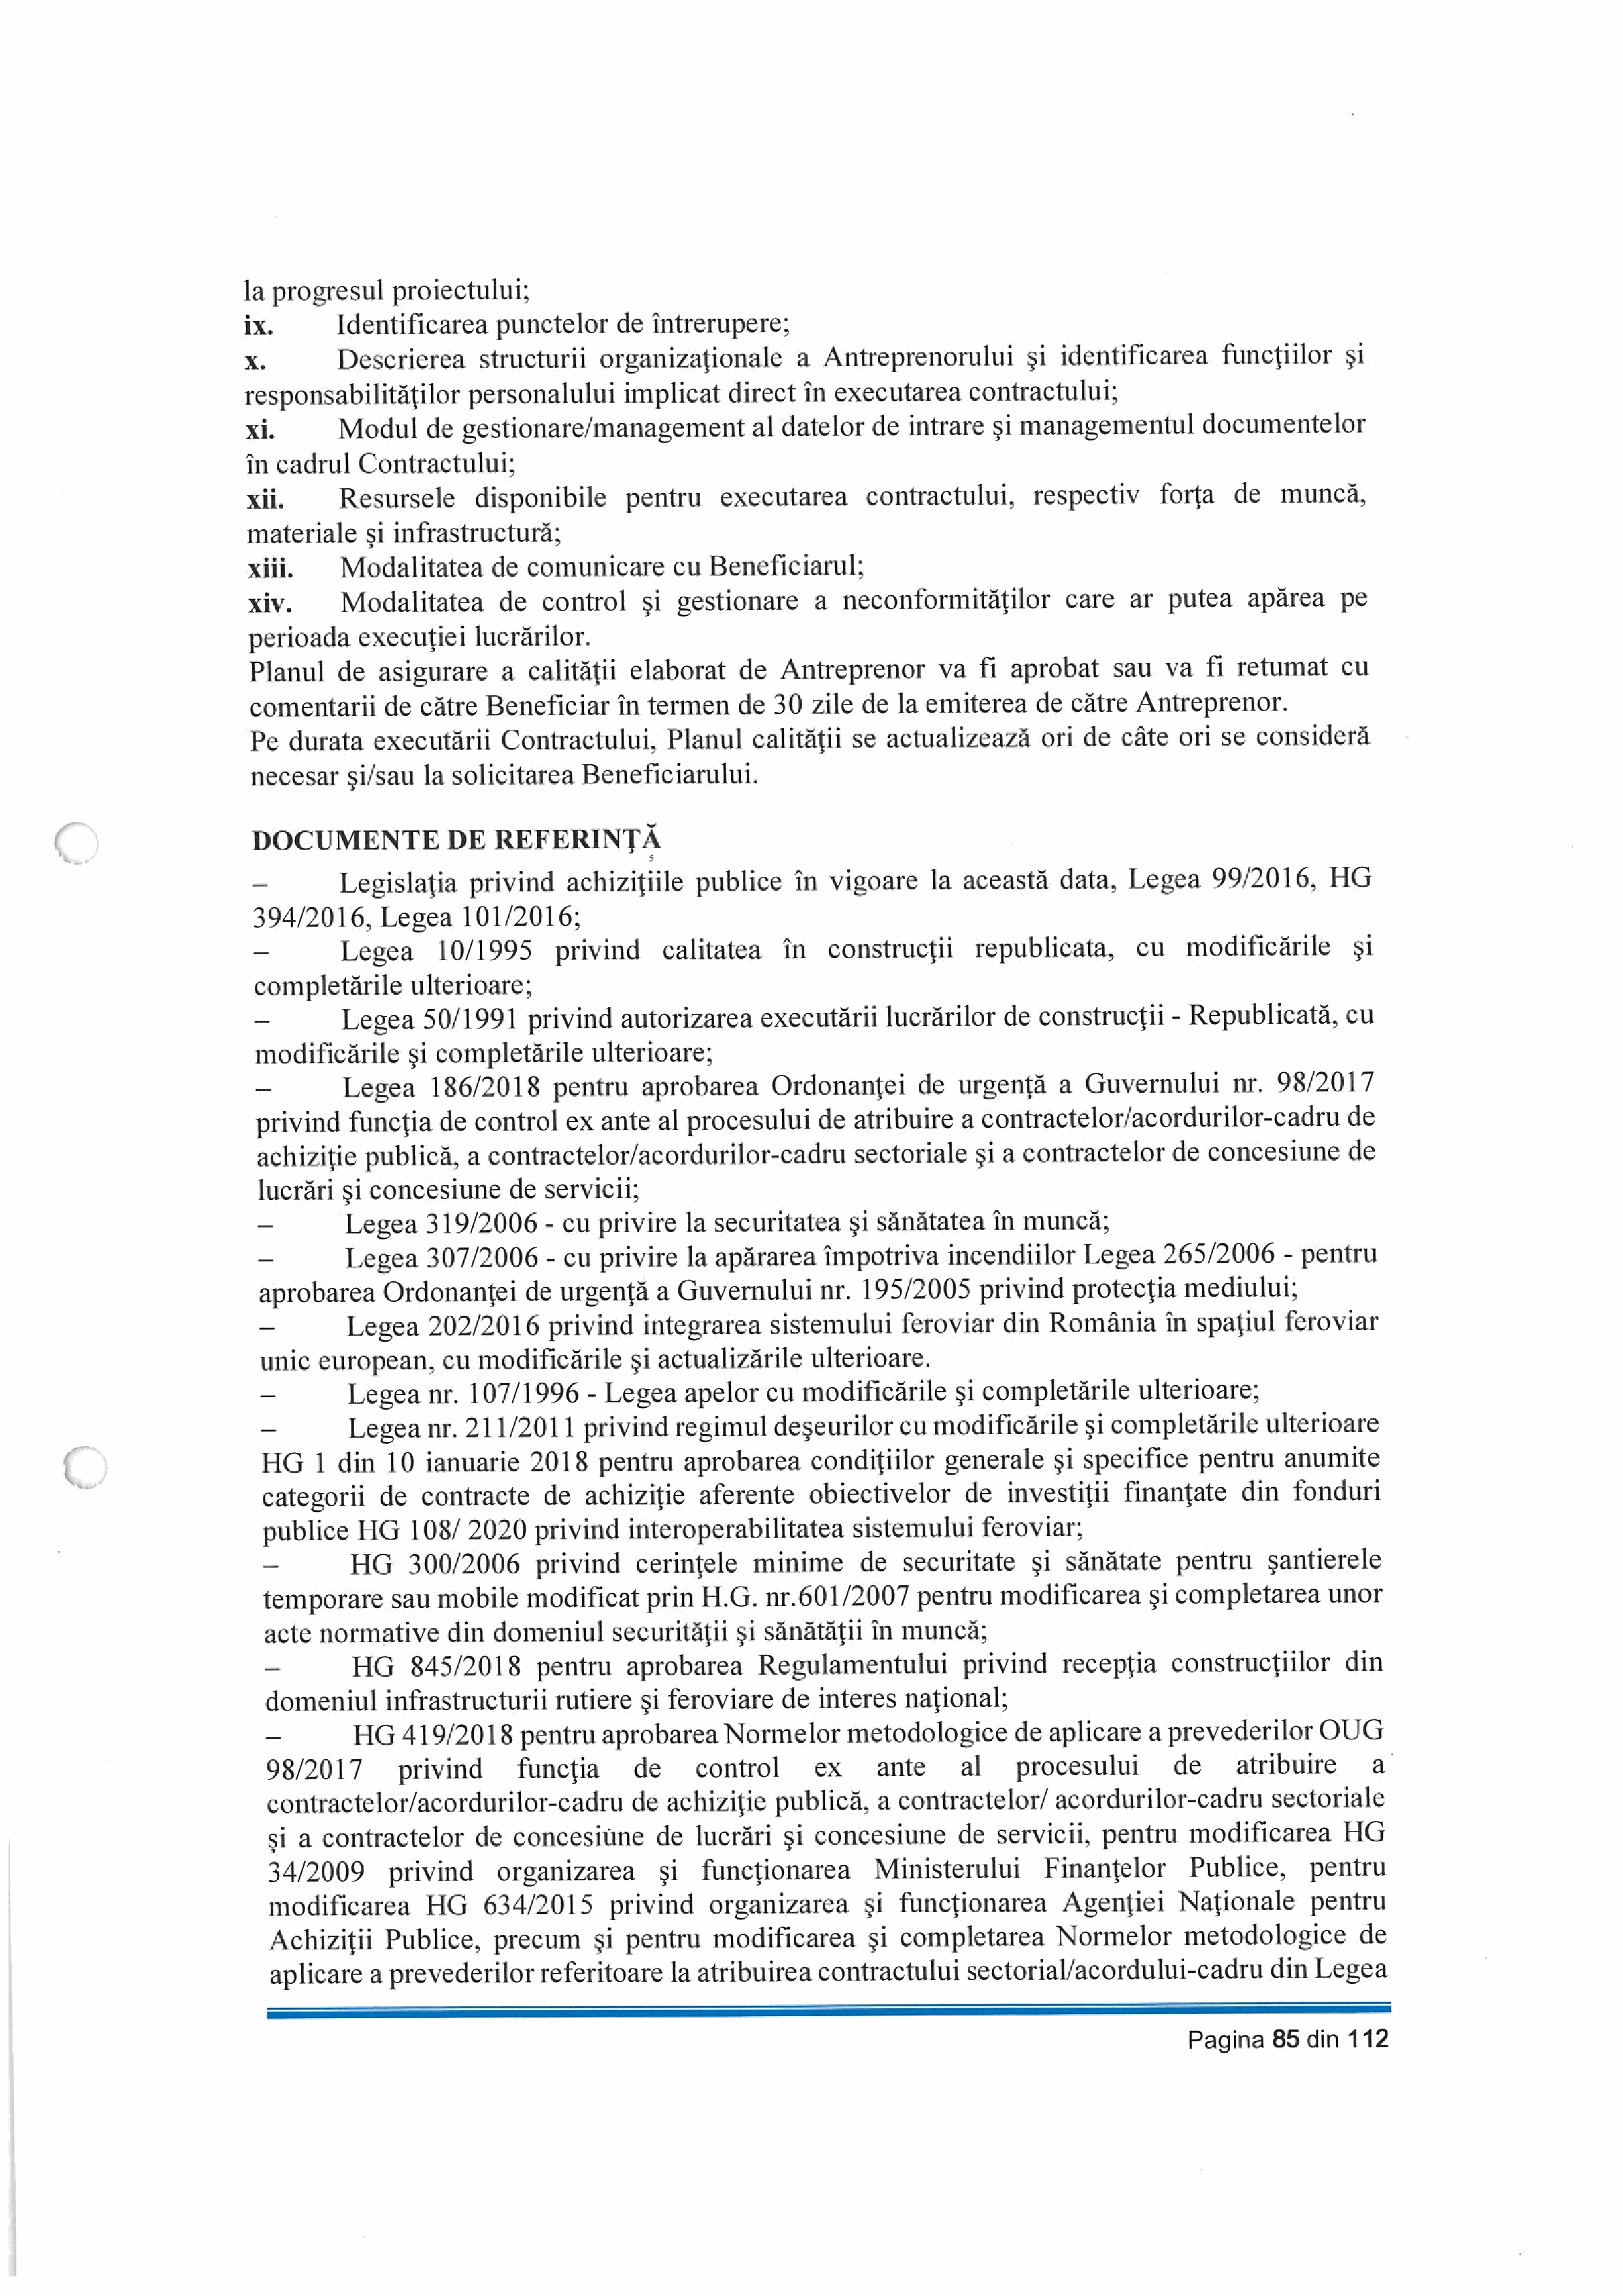 la progresul proiectului;
ix. Identificarea punctelor de întrerupere;
x. Descrierea structurii organizaţionale a Antreprenorului şi identificarea funcţiilor şi
responsabilităţilor personalului implicat direct în executarea contractului;
xi. Modul de gestionare/management al datelor de intrare şi managementul documentelor
în cadrul Contractului;
xii. Resursele disponibile pentru executarea contractului, respectiv forţa de muncă,
materiale şi infrastructură;
xiii. Modalitatea de comunicare cu Beneficiarul;
xiv. Modalitatea de control şi gestionare a neconformităţilor care ar putea apărea pe
perioada execuţiei lucrărilor.
Planul de asigurare a calităţii elaborat de Antreprenor va fi aprobat sau va fi retumat cu
comentarii de către Beneficiar în termen de 30 zile de la emiterea de către Antreprenor.
Pe durata executării Contractului, Planul calităţii se actualizează ori de câte ori se consideră
necesar şi/sau la solicitarea Beneficiarului.
DOCUMENTE DE REFERINŢĂ
– Legislaţia privind achiziţiile publice în vigoare la această data, Legea 99/2016, HG
394/2016, Legea 101/2016;
– Legea 10/1995 privind calitatea în construcţii republicata, cu modificările şi
completările ulterioare;
– Legea 50/1991 privind autorizarea executării lucrărilor de construcţii - Republicată, cu
modificările şi completările ulterioare;
– Legea 186/2018 pentru aprobarea Ordonanţei de urgenţă a Guvernului nr. 98/2017
privind funcţia de control ex ante al procesului de atribuire a contractelor/acordurilor-cadru de
achiziţie publică, a contractelor/acordurilor-cadru sectoriale şi a contractelor de concesiune de
lucrări şi concesiune de servicii;
– Legea 319/2006 - cu privire la securitatea şi sănătatea în muncă;
– Legea 307/2006 - cu privire la apărarea împotriva incendiilor Legea 265/2006 - pentru
aprobarea Ordonanţei de urgenţă a Guvernului nr. 195/2005 privind protecţia mediului;
– Legea 202/2016 privind integrarea sistemului feroviar din România în spaţiul feroviar
unic european, cu modificările şi actualizările ulterioare.
– Legea nr. 107/1996 - Legea apelor cu modificările şi completările ulterioare;
– Legea nr. 211/2011 privind regimul deşeurilor cu modificările şi completările ulterioare
HG 1 din 10 ianuarie 2018 pentru aprobarea condiţiilor generale şi specifice pentru anumite
categorii de contracte de achiziţie aferente obiectivelor de investiţii finanţate din fonduri
publice HG 108/ 2020 privind interoperabilitatea sistemului feroviar;
– HG 300/2006 privind cerinţele minime de securitate şi sănătate pentru şantierele
temporare sau mobile modificat prin H.G. nr.601/2007 pentru modificarea şi completarea unor
acte normative din domeniul securităţii şi sănătăţii în muncă;
– HG 845/2018 pentru aprobarea Regulamentului privind recepţia construcţiilor din
domeniul infrastructurii rutiere şi feroviare de interes naţional;
– HG 419/2018 pentru aprobarea Normelor metodologice de aplicare a prevederilor OUG
98/2017 privind funcţia de control ex ante al procesului de atribuire a
contractelor/acordurilor-cadru de achiziţie publică, a contractelor/ acordurilor-cadru sectoriale
şi a contractelor de concesiune de lucrări şi concesiune de servicii, pentru modificarea HG
34/2009 privind organizarea şi funcţionarea Ministerului Finanţelor Publice, pentru
modificarea HG 634/2015 privind organizarea şi funcţionarea Agenţiei Naţionale pentru
Achiziţii Publice, precum şi pentru modificarea şi completarea Normelor metodologice de
aplicare a prevederilor referitoare la atribuirea contractului sectorial/acordului-cadru din Legea
Pagina 85 din 112